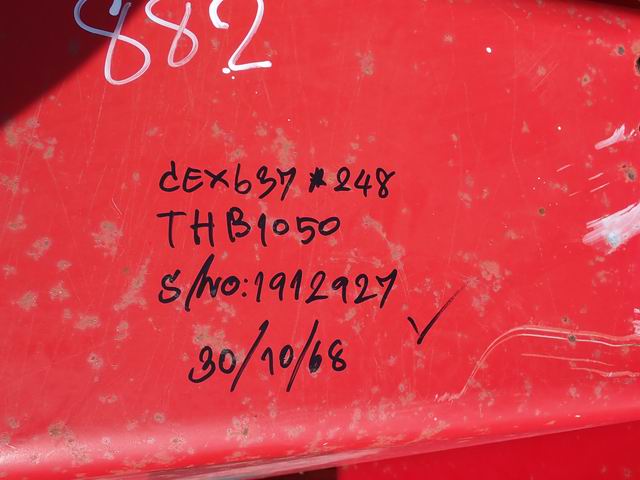 882
CEX637 *248
THB1050
S/NO:1912927
30/10/68